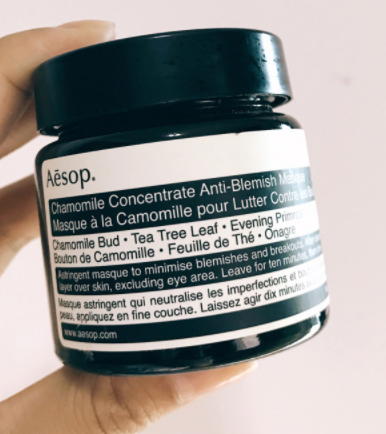 Aēsop.
Chamomile Concentrate Anti-Blemish
Masque à la Camomille pour Lutter Contre
Chamomile Bud • Tea Tree Leaf • Evening
Bouton de Camomille • Feuille de Thé • Onagre
Astringent masque to minimise blemishes and breakouts.
layer over skin, excluding eye area. Leave for ten minutes,
Masque astringent qui neutralise les imperfections et
peau, appliquez en fine couche. Laissez agir dix minutes
www.aesop.com